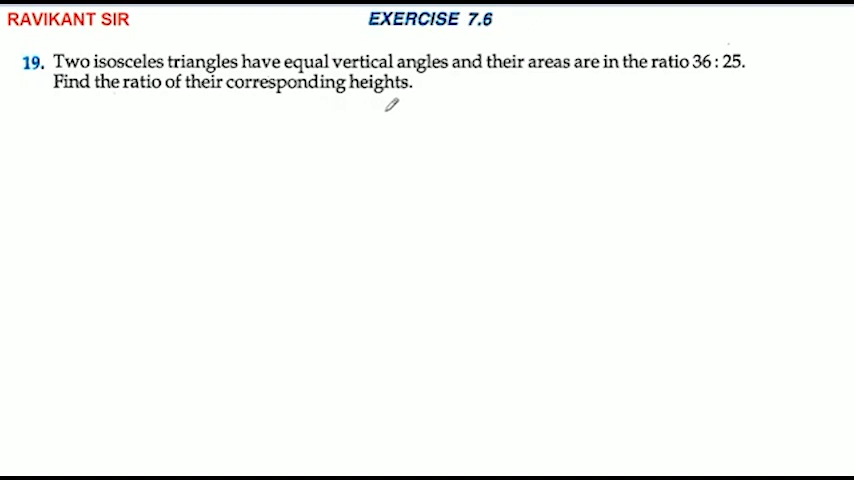 RAVIKANT SIR
EXERCISE 7.6
19. Two isosceles triangles have equal vertical angles and their areas are in the ratio 36 : 25.
Find the ratio of their corresponding heights.